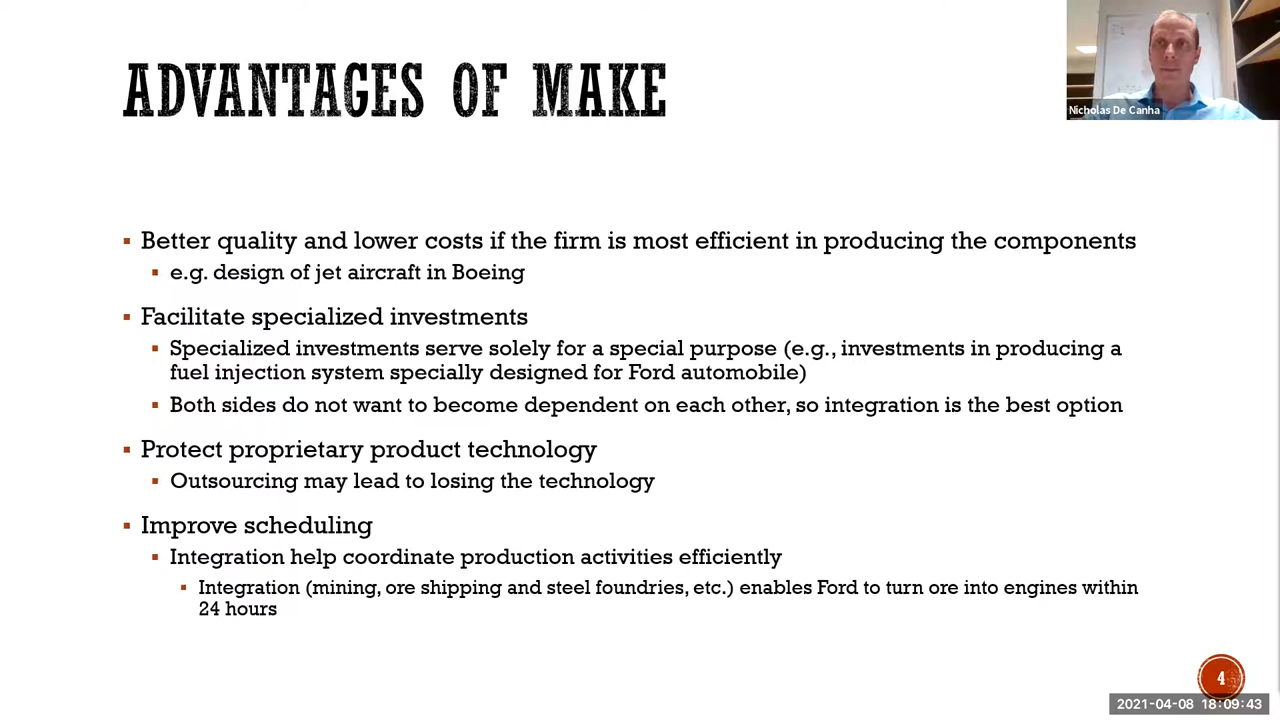 ADVANTAGES OF MAKE
Nicholas De Canha
▪ Better quality and lower costs if the firm is most efficient in producing the components
▪ e.g. design of jet aircraft in Boeing
▪ Facilitate specialized investments
▪ Specialized investments serve solely for a special purpose (e.g., investments in producing a
fuel injection system specially designed for Ford automobile)
▪ Both sides do not want to become dependent on each other, so integration is the best option
▪ Protect proprietary product technology
▪ Outsourcing may lead to losing the technology
▪ Improve scheduling
▪ Integration help coordinate production activities efficiently
▪ Integration (mining, ore shipping and steel foundries, etc.) enables Ford to turn ore into engines within
24 hours
4
2021-04-08 18:09:43